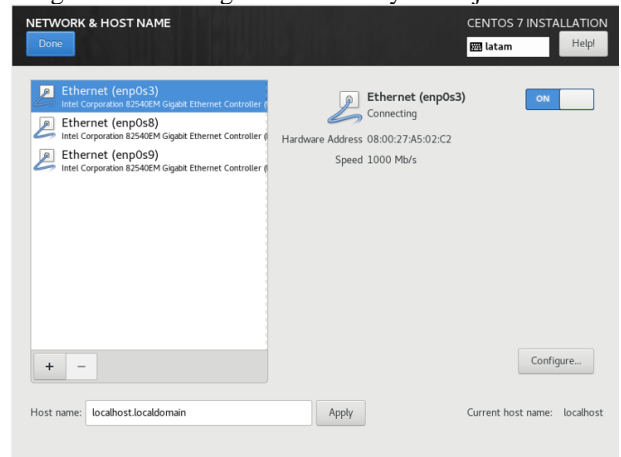 NETWORK & HOST NAME
CENTOS 7 INSTALLATION
Done
latam
Help!
Ethernet (enp0s3)
Intel Corporation 82540EM Gigabit Ethernet Controller (
Ethernet (enp0s8)
Intel Corporation 82540EM Gigabit Ethernet Controller (
Ethernet (enp0s9)
Intel Corporation 82540EM Gigabit Ethernet Controller (
Ethernet (enp0s3)
Connecting
ON
Hardware Address 08:00:27:A5:02:C2
Speed 1000 Mb/s
+ −
Configure...
Host name: localhost.localdomain
Apply
Current host name: localhost